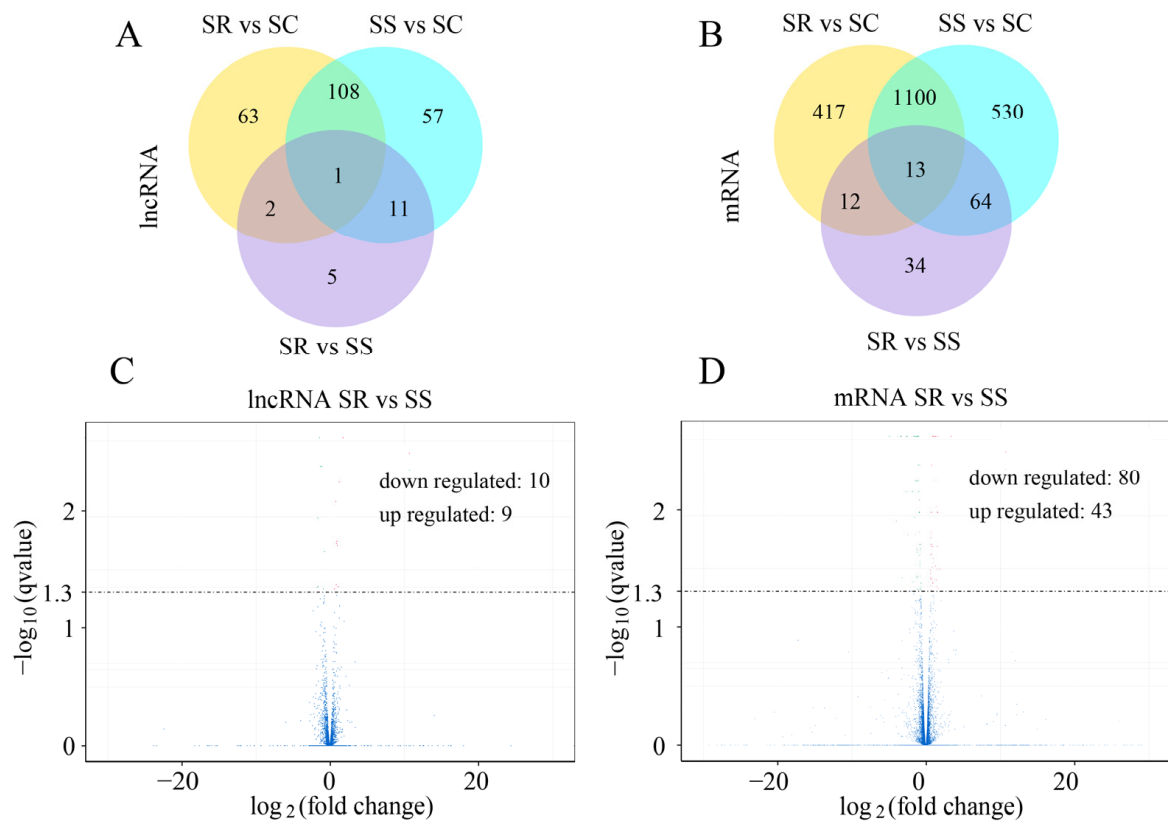 A
SR vs SC
SS vs SC
63
108
57
1
2
11
5
lncRNA
SR vs SS
B
SR vs SC
SS vs SC
417
1100
530
13
12
64
34
mRNA
SR vs SS
C
lncRNA SR vs SS
down regulated: 10
up regulated: 9
2
1.3
1
0
−log10(qvalue)
−20
0
20
log2(fold change)
D
mRNA SR vs SS
down regulated: 80
up regulated: 43
2
1.3
1
0
−log10(qvalue)
−20
0
20
log2(fold change)